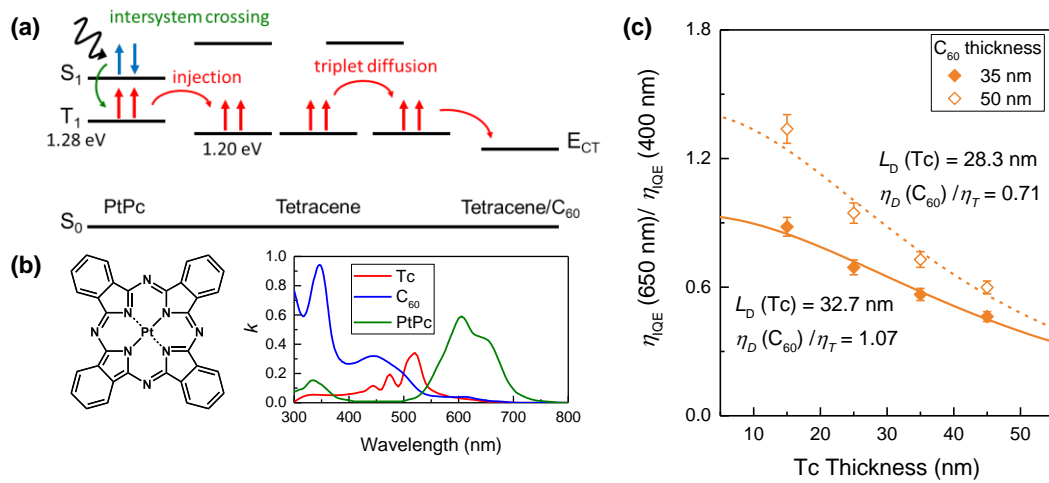 (a)
intersystem crossing
S1
injection
triplet diffusion
T1
1.28 eV
1.20 eV
ECT
PtPc
Tetracene
Tetracene/C60
S0
(b)
N
N
N
N
N
Pt
N
N
N
1.0
0.8
0.6
0.4
0.2
0.0
k
Tc
C60
PtPc
300
400
500
600
700
800
Wavelength (nm)
(c)
C60 thickness
35 nm
50 nm
LD (Tc) = 28.3 nm
ηD (C60) /ηT = 0.71
LD (Tc) = 32.7 nm
ηD (C60) /ηT = 1.07
1.8
1.2
0.6
0.0
ηIQE (650 nm)/ ηIQE (400 nm)
10
20
30
40
50
Tc Thickness (nm)